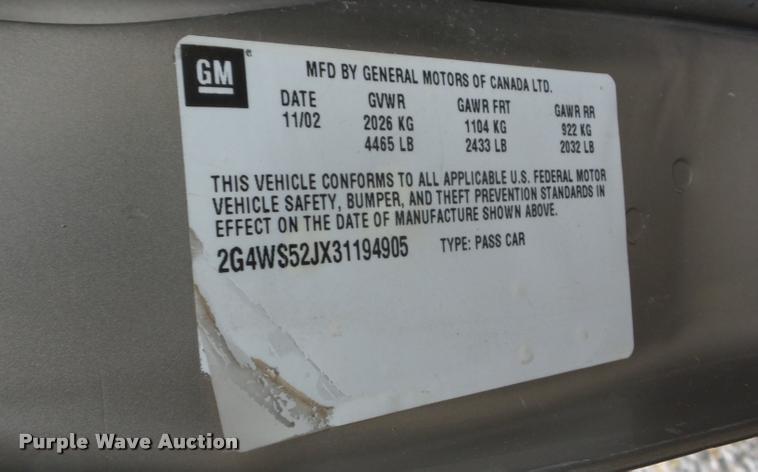 GM
MFD BY GENERAL MOTORS OF CANADA LTD.
DATE GVWR GAWR FRT GAWR RR
11/02 2026 KG 1104 KG 922 KG
4465 LB 2433 LB 2032 LB
THIS VEHICLE CONFORMS TO ALL APPLICABLE U.S. FEDERAL MOTOR
VEHICLE SAFETY, BUMPER, AND THEFT PREVENTION STANDARDS IN
EFFECT ON THE DATE OF MANUFACTURE SHOWN ABOVE.
2G4WS52JX31194905 TYPE: PASS CAR
Purple Wave Auction